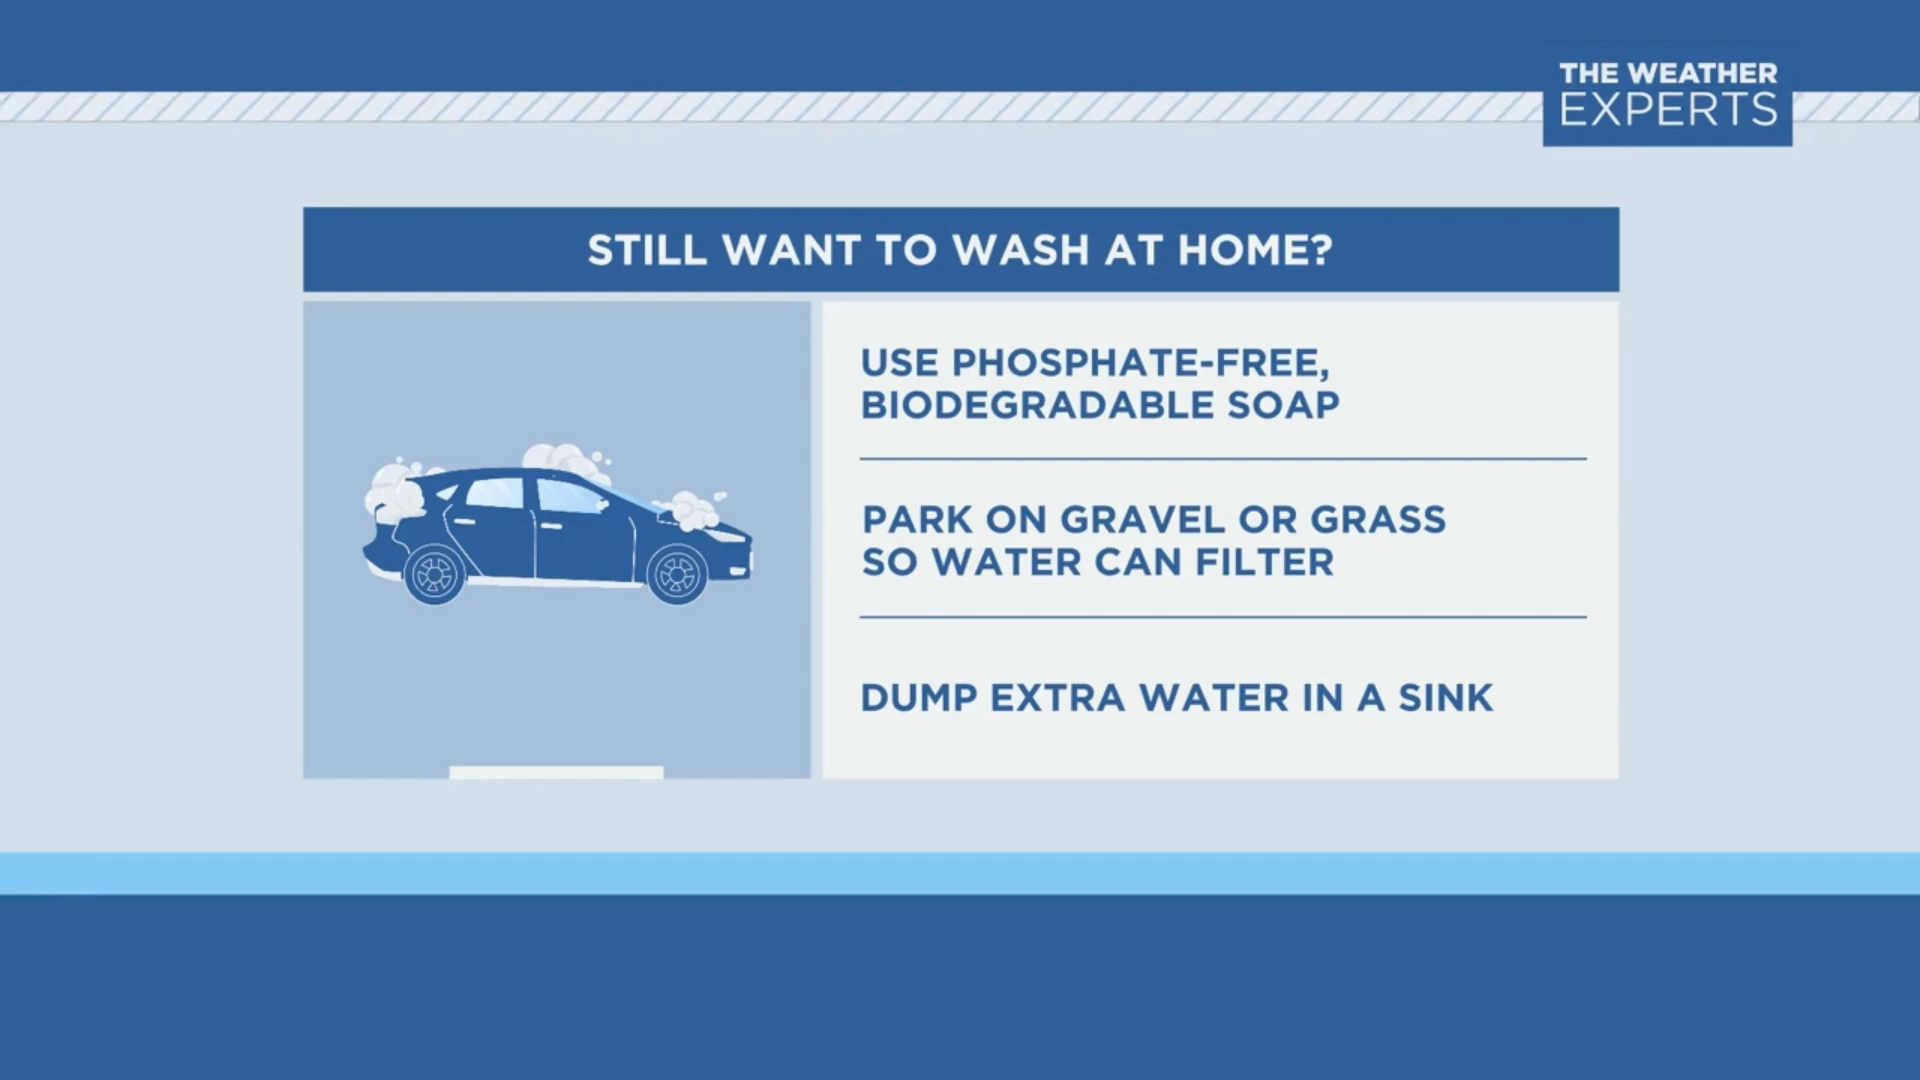 THE WEATHER
EXPERTS
STILL WANT TO WASH AT HOME?
USE PHOSPHATE-FREE,
BIODEGRADABLE SOAP
PARK ON GRAVEL OR GRASS
SO WATER CAN FILTER
DUMP EXTRA WATER IN A SINK